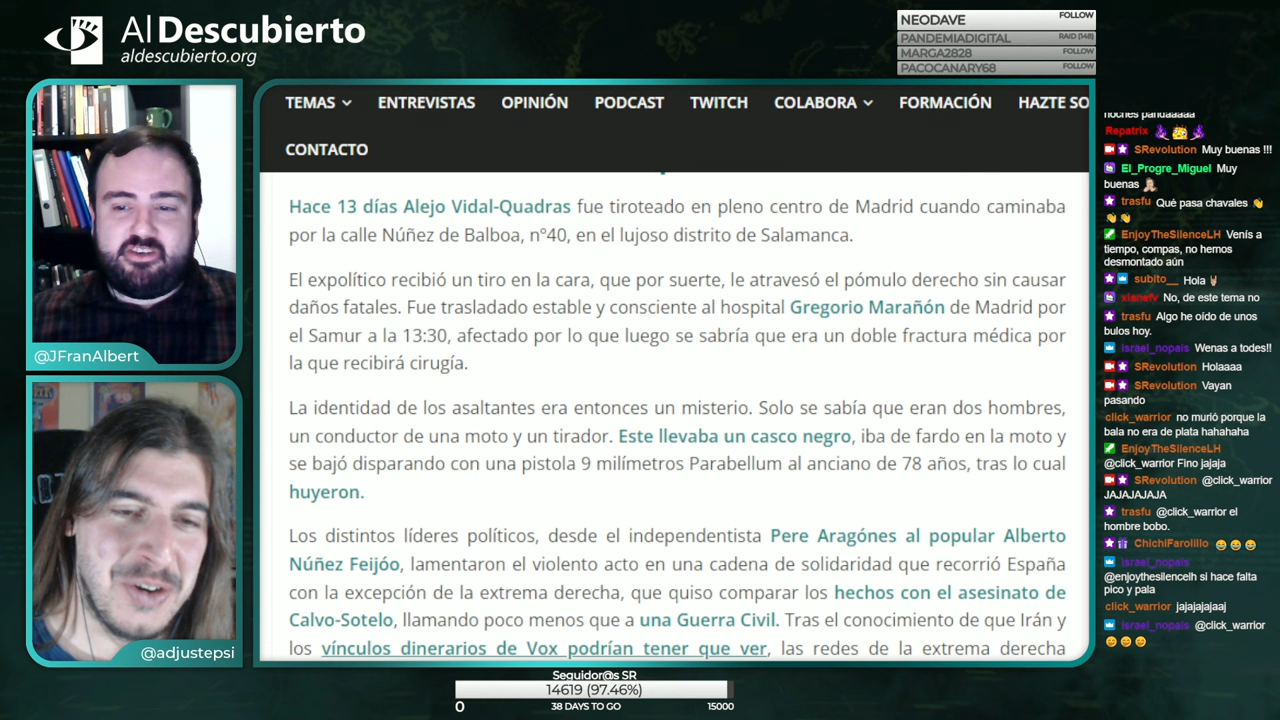 Al Descubierto
aldescubierto.org
NEODAVE FOLLOW
PANDEMIADIGITAL RAID (148)
MARGA2828 FOLLOW
PACOCANARY68 FOLLOW
TEMAS ENTREVISTAS OPINIÓN PODCAST TWITCH COLABORA FORMACIÓN HAZTE SO
CONTACTO
Hace 13 días Alejo Vidal-Quadras fue tiroteado en pleno centro de Madrid cuando caminaba
por la calle Núñez de Balboa, nº40, en el lujoso distrito de Salamanca.
El expolítico recibió un tiro en la cara, que por suerte, le atravesó el pómulo derecho sin causar
daños fatales. Fue trasladado estable y consciente al hospital Gregorio Marañón de Madrid por
el Samur a la 13:30, afectado por lo que luego se sabría que era un doble fractura médica por
la que recibirá cirugía.
La identidad de los asaltantes era entonces un misterio. Solo se sabía que eran dos hombres,
un conductor de una moto y un tirador. Este llevaba un casco negro, iba de fardo en la moto y
se bajó disparando con una pistola 9 milímetros Parabellum al anciano de 78 años, tras lo cual
huyeron.
Los distintos líderes políticos, desde el independentista Pere Aragónes al popular Alberto
Núñez Feijóo, lamentaron el violento acto en una cadena de solidaridad que recorrió España
con la excepción de la extrema derecha, que quiso comparar los hechos con el asesinato de
Calvo-Sotelo, llamando poco menos que a una Guerra Civil. Tras el conocimiento de que Irán y
los vínculos dinerarios de Vox podrían tener que ver, las redes de la extrema derecha
@JFranAlbert
@adjustepsi
noches pandaaaaa
Repatrix
SRevolution Muy buenas !!!
El_Progre_Miguel Muy
buenas
trasfu Qué pasa chavales
EnjoyTheSilenceLH Venís a
tiempo, compas, no hemos
desmontado aún
subito__ Hola
xianefv No, de este tema no
trasfu Algo he oído de unos
bulos hoy.
israel_nopals Wenas a todes!!
SRevolution Holaaaa
SRevolution Vayan
pasando
click_warrior no murió porque la
bala no era de plata hahahaha
EnjoyTheSilenceLH
@click_warrior Fino jajaja
SRevolution @click_warrior
JAJAJAJAJA
trasfu @click_warrior el
hombre bobo.
ChichiFarolillo
israel_nopals
@enjoythesilencelh si hace falta
pico y pala
click_warrior jajajajajaaj
israel_nopals @click_warrior
Seguidor@s SR
14619 (97.46%)
0 38 DAYS TO GO 15000